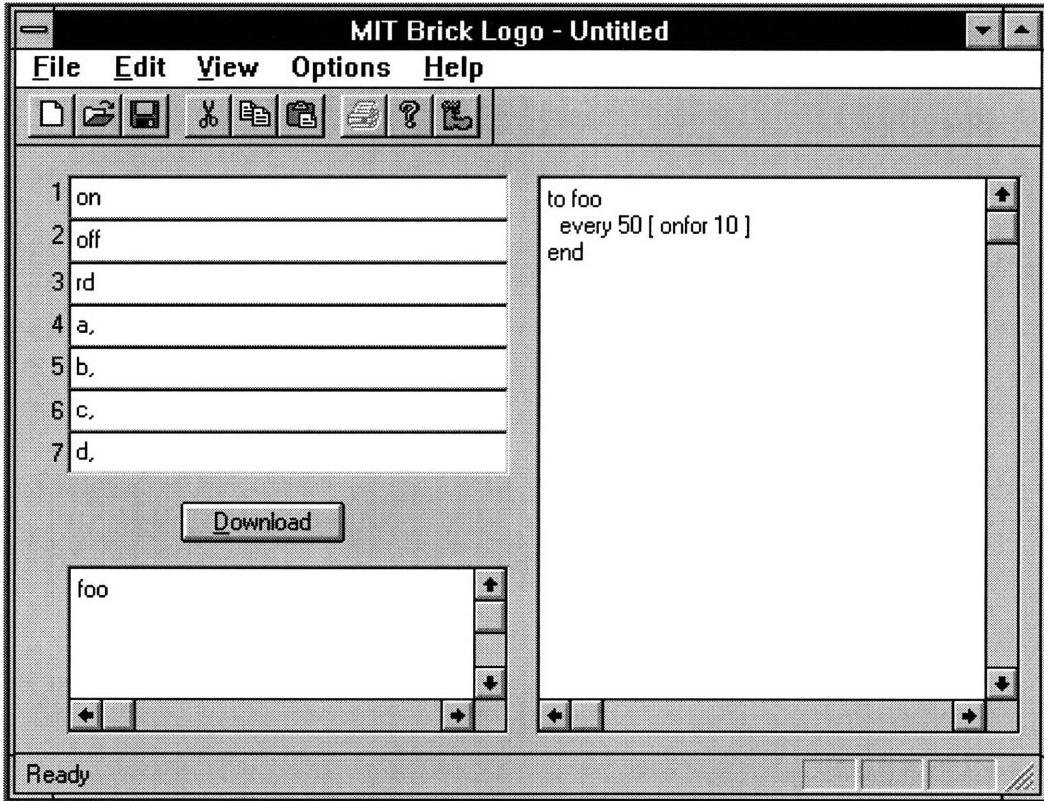 MIT Brick Logo - Untitled
File Edit View Options Help
1 on
2 off
3 rd
4 a,
5 b,
6 c,
7 d,
Download
foo
to foo
every 50 [ onfor 10 ]
end
Ready